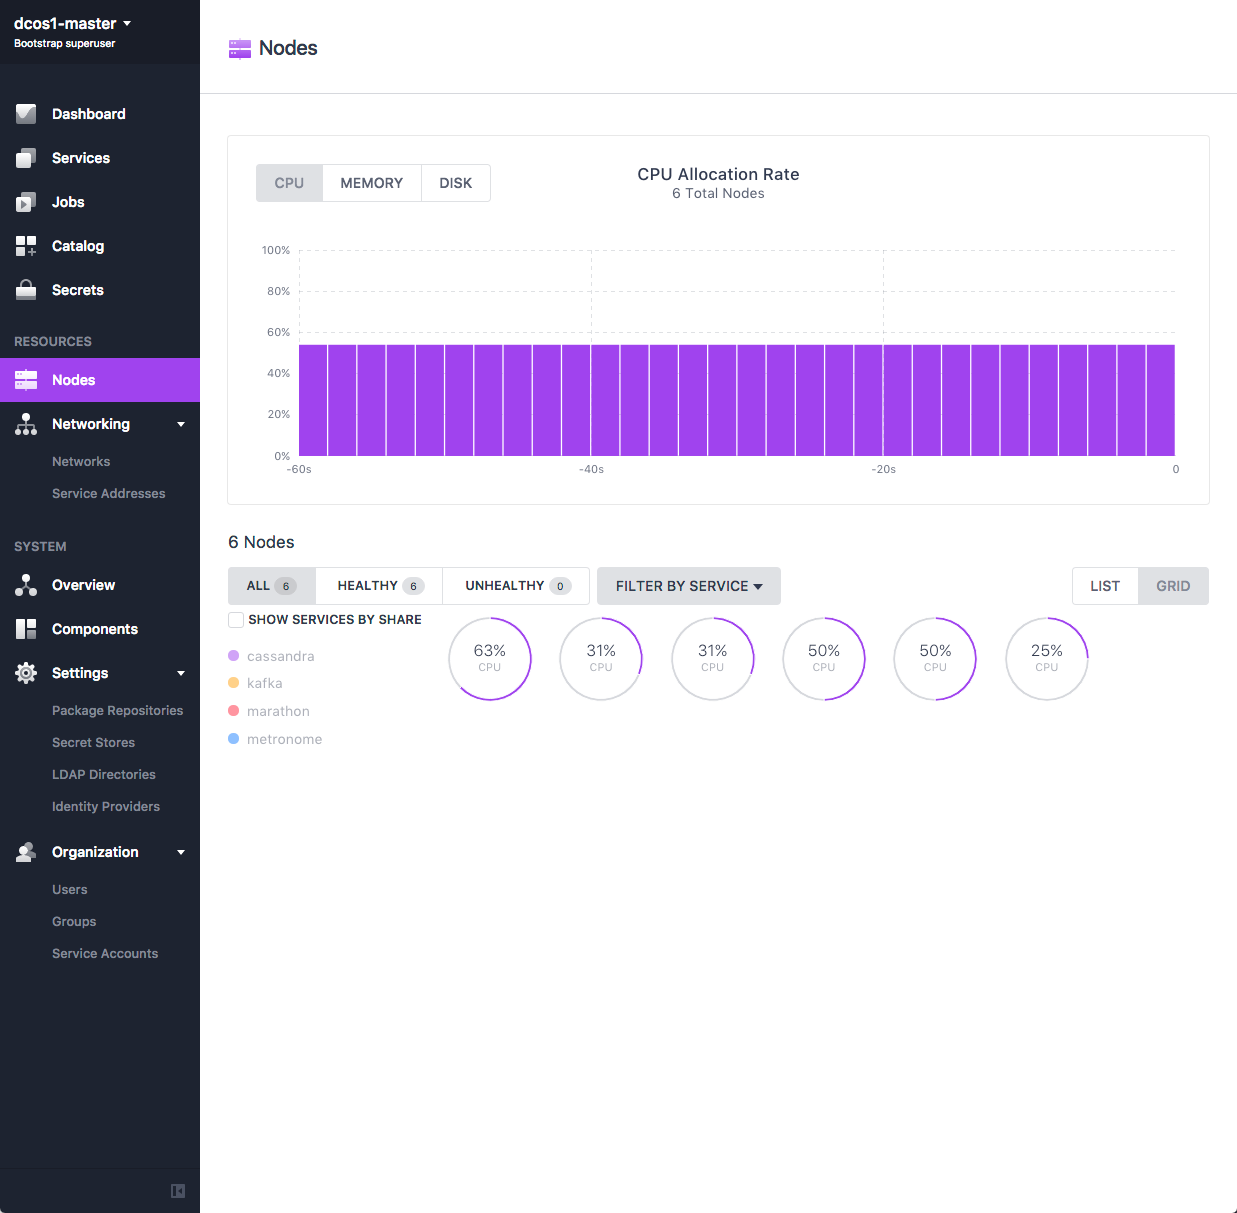 dcos1-master
Bootstrap superuser
Dashboard
Services
Jobs
Catalog
Secrets
RESOURCES
Nodes
Networking
Networks
Service Addresses
SYSTEM
Overview
Components
Settings
Package Repositories
Secret Stores
LDAP Directories
Identity Providers
Organization
Users
Groups
Service Accounts
Nodes
CPU MEMORY DISK
CPU Allocation Rate
6 Total Nodes
100%
80%
60%
40%
20%
0%
-60s -40s -20s 0
6 Nodes
ALL 6 HEALTHY 6 UNHEALTHY 0 FILTER BY SERVICE LIST GRID
SHOW SERVICES BY SHARE
cassandra
kafka
marathon
metronome
63% 31% 31% 50% 50% 25%
CPU CPU CPU CPU CPU CPU